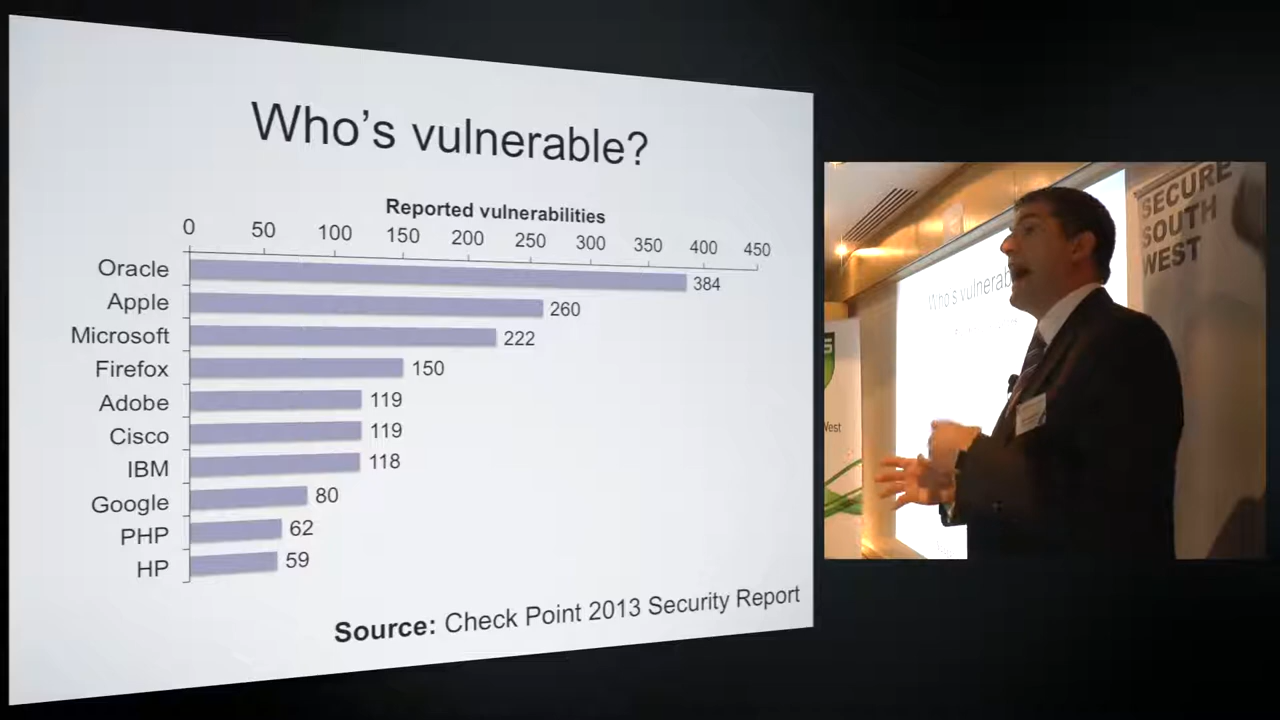 Who's vulnerable?
Reported vulnerabilities
0 50 100 150 200 250 300 350 400 450
Oracle 384
Apple 260
Microsoft 222
Firefox 150
Adobe 119
Cisco 119
IBM 118
Google 80
PHP 62
HP 59
Source: Check Point 2013 Security Report
SECURE
SOUTH
WEST
Who's vulnerab